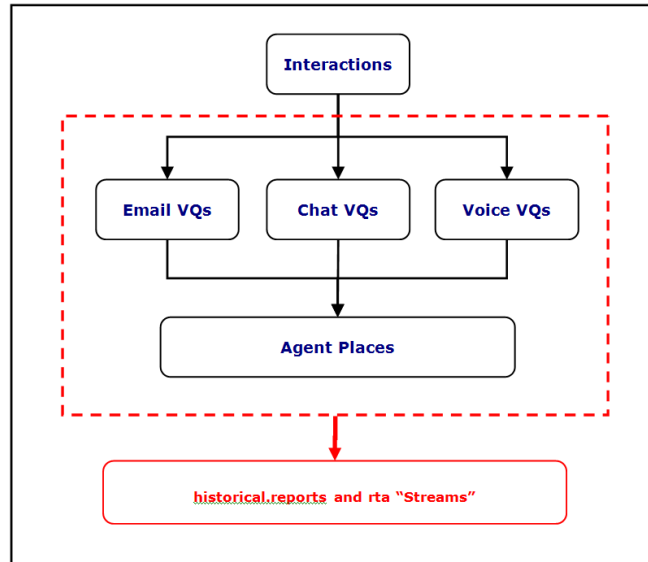 Interactions
Email VQs
Chat VQs
Voice VQs
Agent Places
historical.reports and rta “Streams”